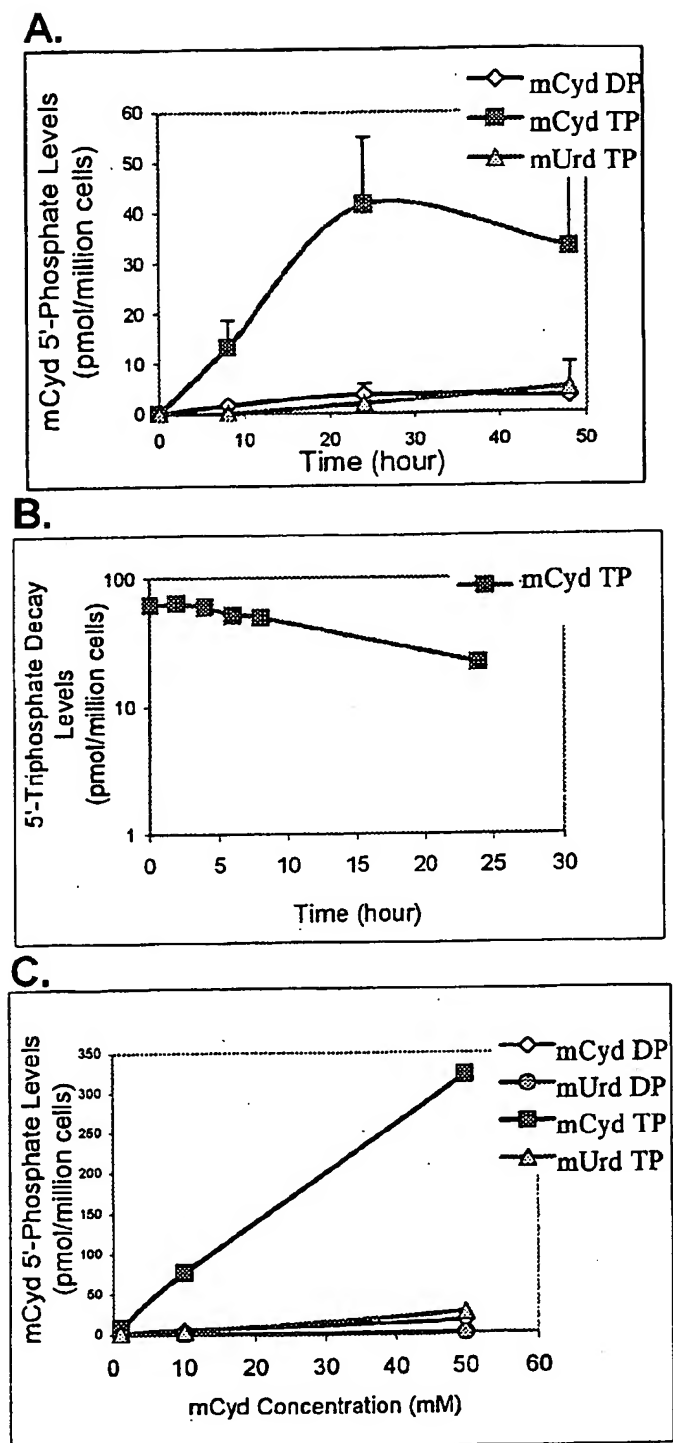 A.
mCyd 5'-Phosphate Levels
(pmol/million cells)
60
50
40
30
20
10
0
0 10 20 30 40 50
Time (hour)
mCyd DP
mCyd TP
mUrd TP
B.
5'-Triphosphate Decay
Levels
(pmol/million cells)
100
10
1
0 5 10 15 20 25 30
Time (hour)
mCyd TP
C.
mCyd 5'-Phosphate Levels
(pmol/million cells)
350
300
250
200
150
100
50
0
0 10 20 30 40 50 60
mCyd Concentration (mM)
mCyd DP
mUrd DP
mCyd TP
mUrd TP